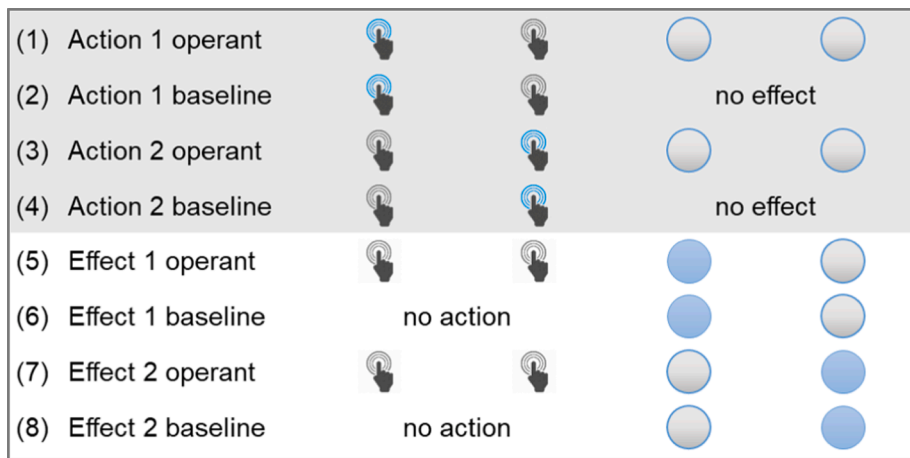 (1) Action 1 operant
(2) Action 1 baseline no effect
(3) Action 2 operant
(4) Action 2 baseline no effect
(5) Effect 1 operant
(6) Effect 1 baseline no action
(7) Effect 2 operant
(8) Effect 2 baseline no action